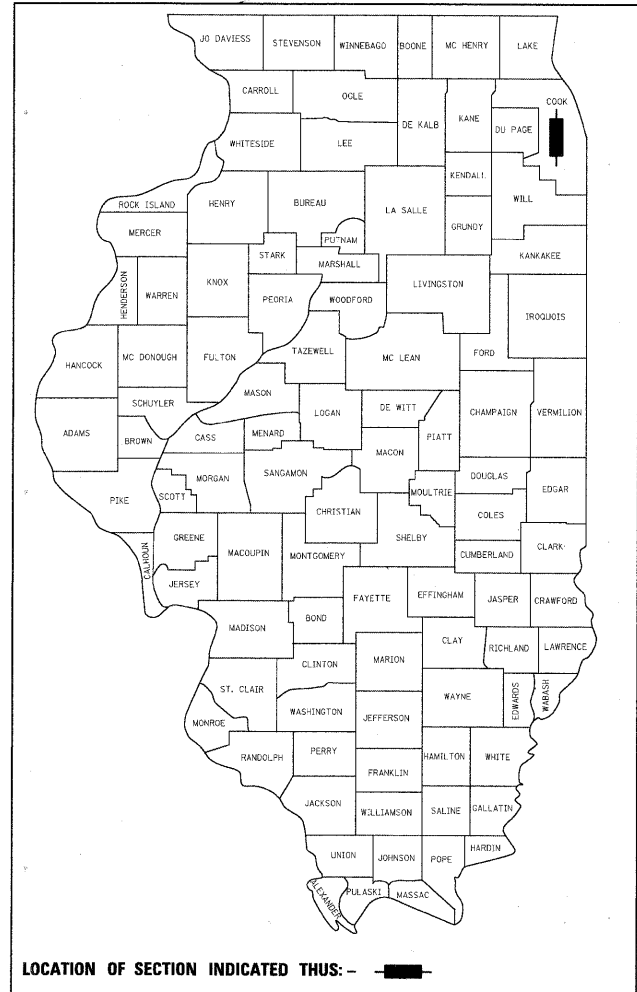 JO DAVIESS STEVENSON WINNEBAGO BOONE MC HENRY LAKE
CARROLL OGLE DE KALB KANE COOK
DU PAGE
WHITESIDE LEE
KENDALL
WILL
ROCK ISLAND HENRY BUREAU LA SALLE
GRUNDY
MERCER PUTNAM
STARK MARSHALL KANKAKEE
HENDERSON WARREN KNOX PEORIA WOODFORD LIVINGSTON
IROQUOIS
HANCOCK MC DONOUGH FULTON TAZEWELL MC LEAN FORD
MASON
SCHUYLER LOGAN DE WITT CHAMPAIGN VERMILION
ADAMS BROWN CASS MENARD PIATT
MACON
MORGAN SANGAMON DOUGLAS
PIKE SCOTT CHRISTIAN MOULTRIE EDGAR
COLES
GREENE SHELBY
CALHOUN MACOUPIN MONTGOMERY CUMBERLAND CLARK
JERSEY
FAYETTE EFFINGHAM JASPER CRAWFORD
MADISON BOND
CLAY RICHLAND LAWRENCE
CLINTON MARION
ST. CLAIR WAYNE EDWARDS WABASH
WASHINGTON JEFFERSON
MONROE
RANDOLPH PERRY HAMILTON WHITE
FRANKLIN
JACKSON WILLIAMSON SALINE GALLATIN
UNION JOHNSON POPE HARDIN
ALEXANDER PULASKI MASSAC
LOCATION OF SECTION INDICATED THUS: -